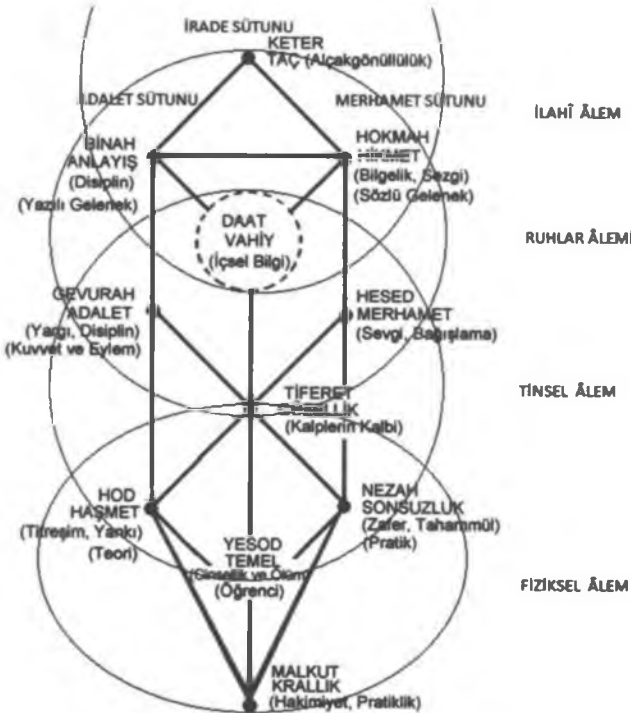 İRADE SÜTUNU
KETER
TAÇ (Alçakgönüllülük)
ADALET SÜTUNU
MERHAMET SÜTUNU
İLAHÎ ÂLEM
BİNAH
ANLAYIŞ
(Disiplin)
(Yazılı Gelenek)
HOKMAH
HİKMET
(Bilgelik, Sezgi)
(Sözlü Gelenek)
DAAT
VAHİY
(İçsel Bilgi)
RUHLAR ÂLEMİ
GEVURAH
ADALET
(Yargı, Disiplin)
(Kuvvet ve Eylem)
HESED
MERHAMET
(Sevgi, Bağışlama)
TİFERET
(Kalplerin Kalbi)
TİNSEL ÂLEM
HOD
HAŞMET
(Titreşim, Yankı)
(Teori)
NEZAH
SONSUZLUK
(Zafer, Tahammül)
(Pratik)
YESOD
TEMEL
(Cinsellik ve Ölüm)
(Öğrenci)
FİZİKSEL ÂLEM
MALKUT
KRALLIK
(Hakimiyet, Pratiklik)